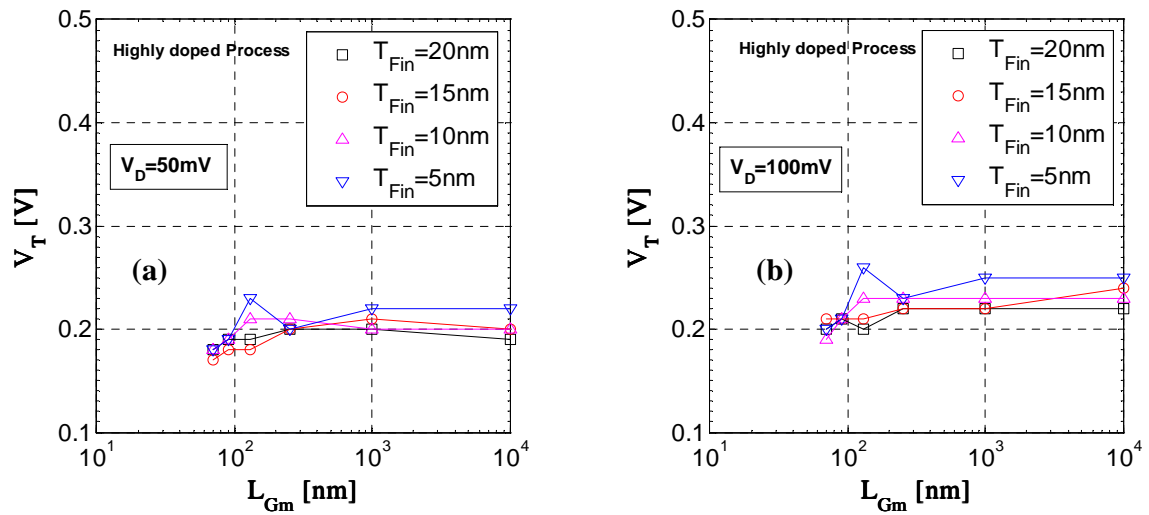 0.5
0.4
0.3
0.2
0.1
V_T [V]
Highly doped Process
T_Fin=20nm
T_Fin=15nm
T_Fin=10nm
T_Fin=5nm
V_D=50mV
(a)
10^1
10^2
10^3
10^4
L_Gm [nm]
0.5
0.4
0.3
0.2
0.1
V_T [V]
Highly doped Process
T_Fin=20nm
T_Fin=15nm
T_Fin=10nm
T_Fin=5nm
V_D=100mV
(b)
10^1
10^2
10^3
10^4
L_Gm [nm]